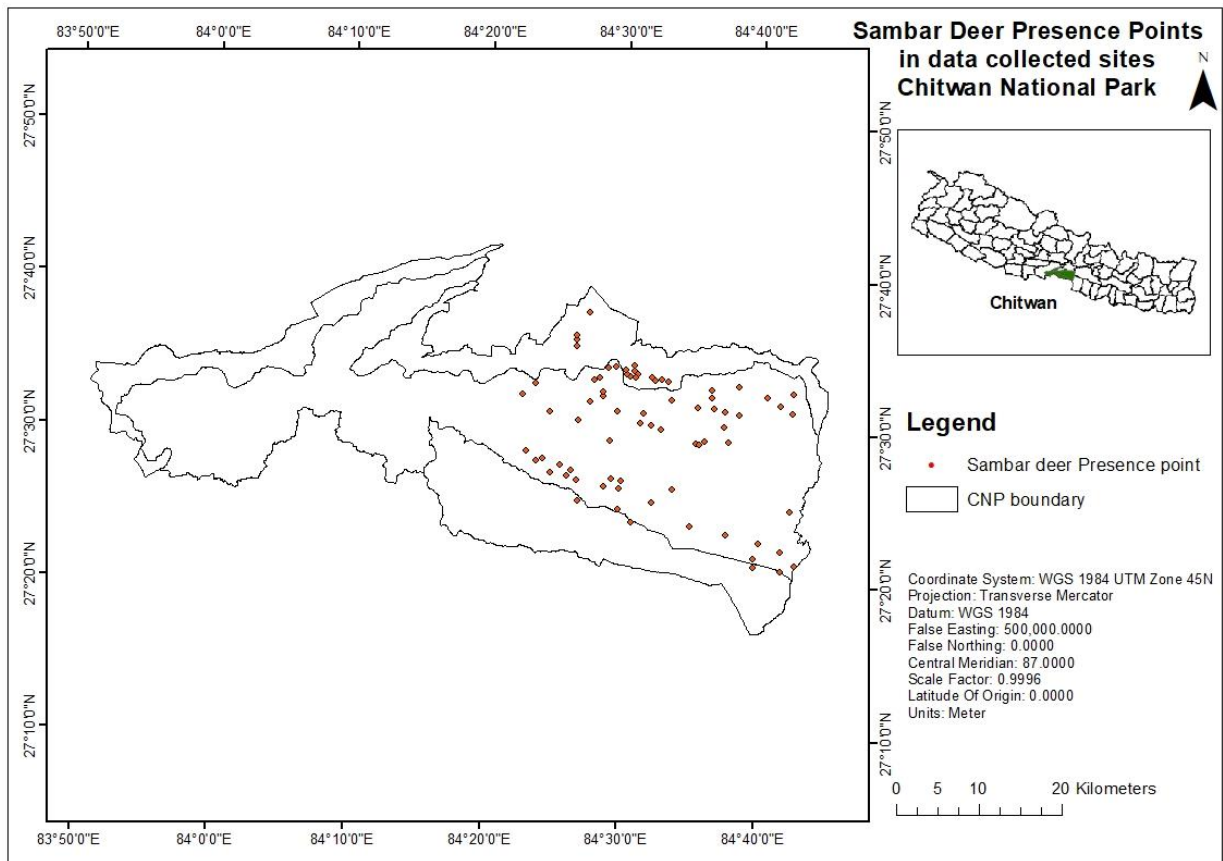 83°50'0"E 84°0'0"E 84°10'0"E 84°20'0"E 84°30'0"E 84°40'0"E
Sambar Deer Presence Points
in data collected sites
Chitwan National Park
N
27°50'0"N
27°40'0"N
27°30'0"N
27°20'0"N
27°10'0"N
27°50'0"N
27°40'0"N
27°30'0"N
27°20'0"N
27°10'0"N
Chitwan
Legend
Sambar deer Presence point
CNP boundary
Coordinate System: WGS 1984 UTM Zone 45N
Projection: Transverse Mercator
Datum: WGS 1984
False Easting: 500,000.0000
False Northing: 0.0000
Central Meridian: 87.0000
Scale Factor: 0.9996
Latitude Of Origin: 0.0000
Units: Meter
0 5 10 20 Kilometers
83°50'0"E 84°0'0"E 84°10'0"E 84°20'0"E 84°30'0"E 84°40'0"E